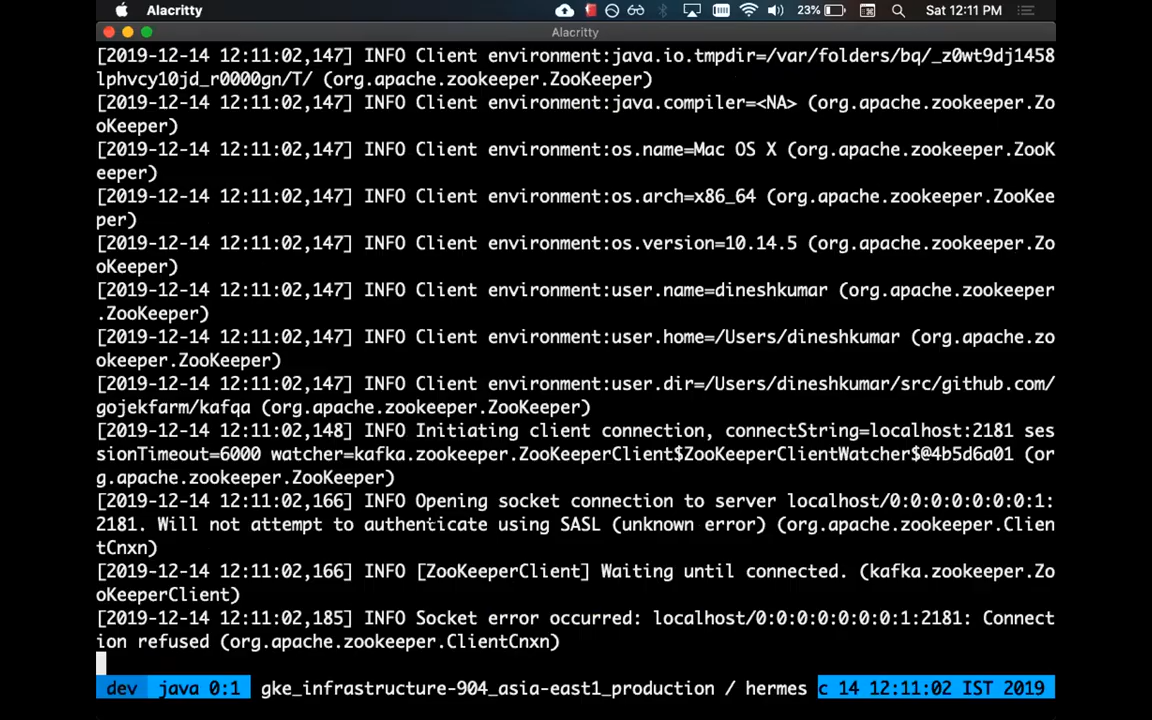 Alacritty
23%
Sat 12:11 PM
Alacritty
[2019-12-14 12:11:02,147] INFO Client environment:java.io.tmpdir=/var/folders/bq/_z0wt9dj1458
lphvcy10jd_r0000gn/T/ (org.apache.zookeeper.ZooKeeper)
[2019-12-14 12:11:02,147] INFO Client environment:java.compiler=<NA> (org.apache.zookeeper.Zo
oKeeper)
[2019-12-14 12:11:02,147] INFO Client environment:os.name=Mac OS X (org.apache.zookeeper.ZooK
eeper)
[2019-12-14 12:11:02,147] INFO Client environment:os.arch=x86_64 (org.apache.zookeeper.ZooKee
per)
[2019-12-14 12:11:02,147] INFO Client environment:os.version=10.14.5 (org.apache.zookeeper.Zo
oKeeper)
[2019-12-14 12:11:02,147] INFO Client environment:user.name=dineshkumar (org.apache.zookeeper
.ZooKeeper)
[2019-12-14 12:11:02,147] INFO Client environment:user.home=/Users/dineshkumar (org.apache.zo
okeeper.ZooKeeper)
[2019-12-14 12:11:02,147] INFO Client environment:user.dir=/Users/dineshkumar/src/github.com/
gojekfarm/kafqa (org.apache.zookeeper.ZooKeeper)
[2019-12-14 12:11:02,148] INFO Initiating client connection, connectString=localhost:2181 ses
sionTimeout=6000 watcher=kafka.zookeeper.ZooKeeperClient$ZooKeeperClientWatcher$@4b5d6a01 (or
g.apache.zookeeper.ZooKeeper)
[2019-12-14 12:11:02,166] INFO Opening socket connection to server localhost/0:0:0:0:0:0:0:1:
2181. Will not attempt to authenticate using SASL (unknown error) (org.apache.zookeeper.Clien
tCnxn)
[2019-12-14 12:11:02,166] INFO [ZooKeeperClient] Waiting until connected. (kafka.zookeeper.Zo
oKeeperClient)
[2019-12-14 12:11:02,185] INFO Socket error occurred: localhost/0:0:0:0:0:0:0:1:2181: Connect
ion refused (org.apache.zookeeper.ClientCnxn)
dev java 0:1 gke_infrastructure-904_asia-east1_production / hermes c 14 12:11:02 IST 2019